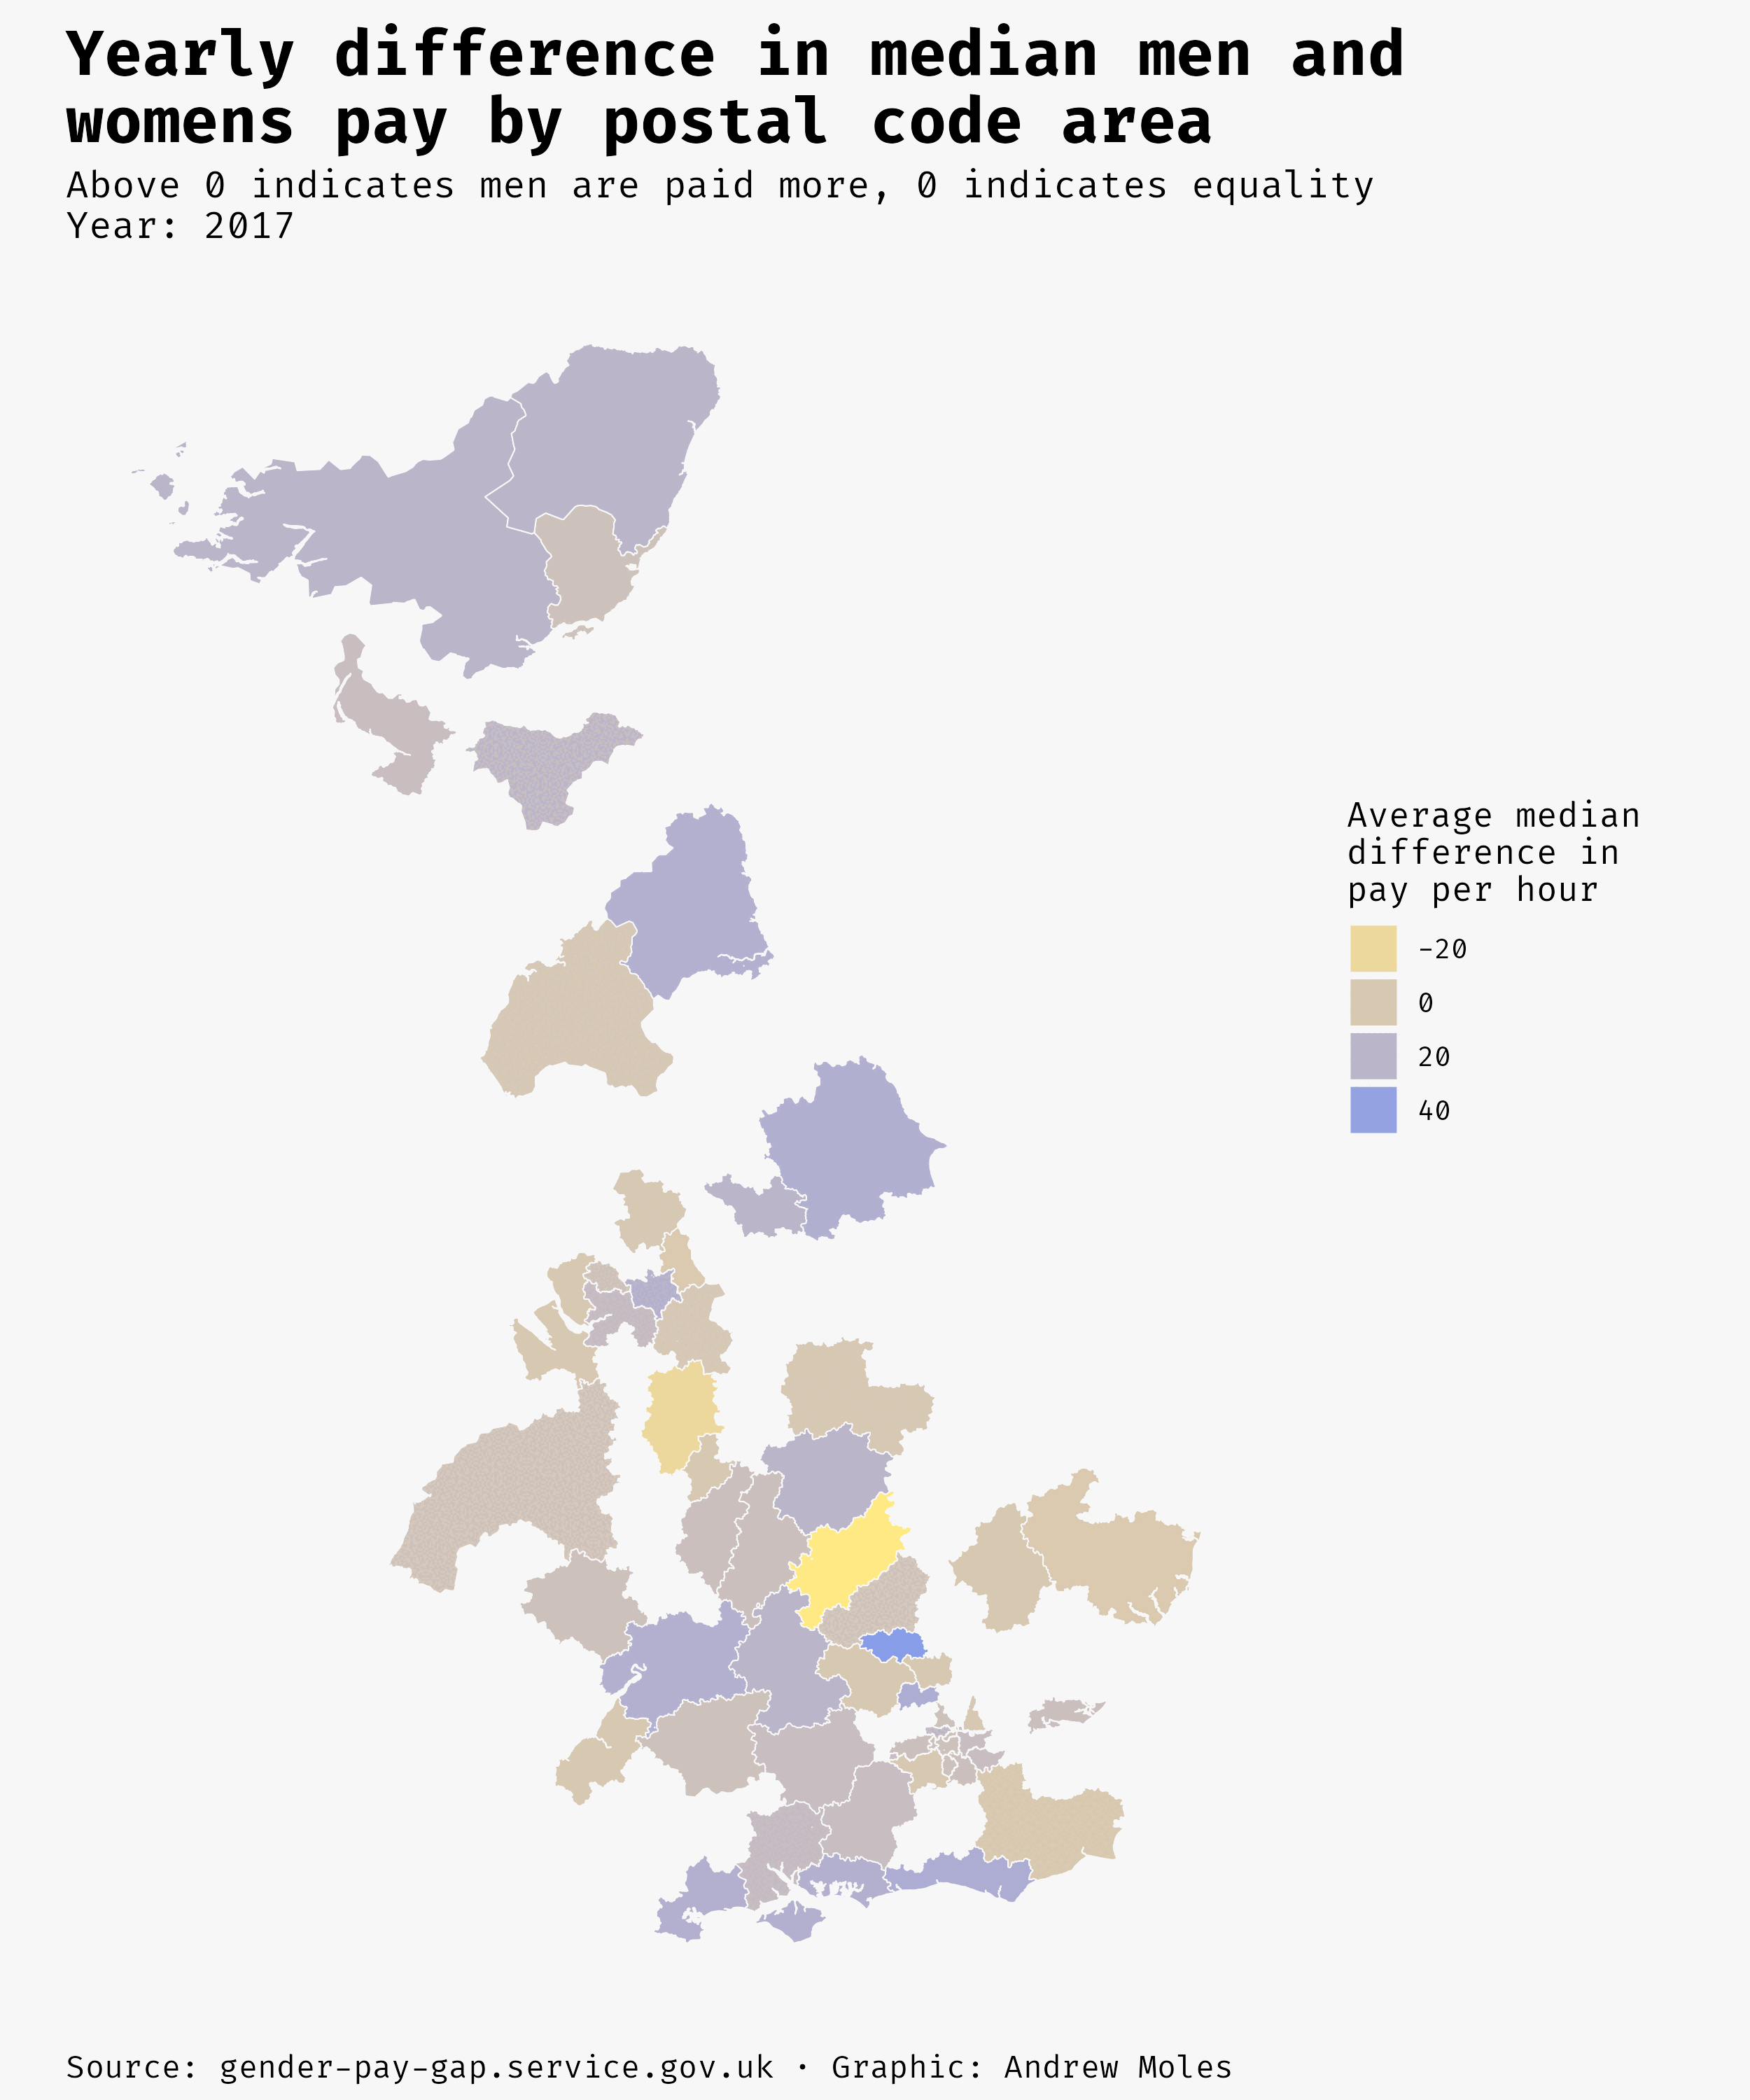 Yearly difference in median men and
womens pay by postal code area
Above 0 indicates men are paid more, 0 indicates equality
Year: 2017
Average median
difference in
pay per hour
-20
0
20
40
Source: gender-pay-gap.service.gov.uk · Graphic: Andrew Moles